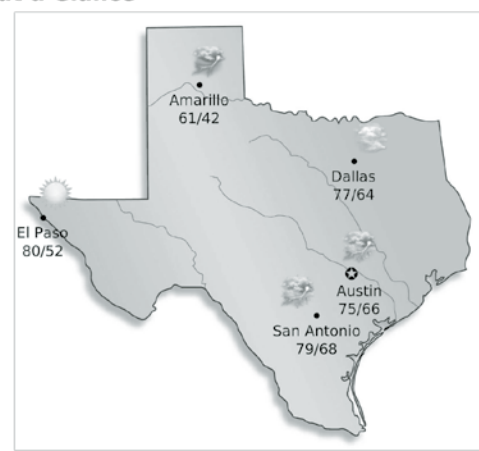 Amarillo
61/42
Dallas
77/64
El Paso
80/52
Austin
75/66
San Antonio
79/68